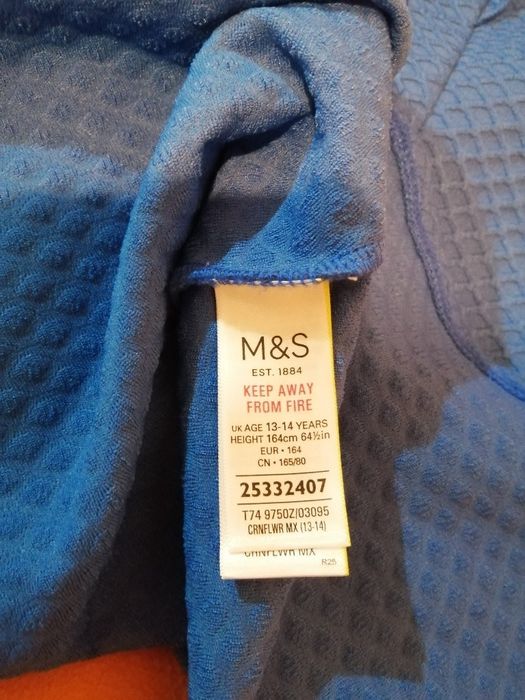 M&S
EST. 1884
KEEP AWAY
FROM FIRE
UK AGE 13-14 YEARS
HEIGHT 164cm 64½in
EUR • 164
CN • 165/80
25332407
T74 9750Z/03095
CRNFLWR MX (13-14)
CRNFLWR MX
R25